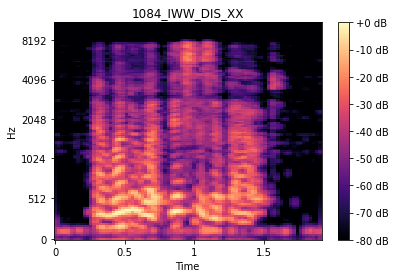 1084_IWW_DIS_XX
+0 dB
8192
-10 dB
4096
-20 dB
-30 dB
2048
Hz
-40 dB
1024
-50 dB
512
-60 dB
-70 dB
0
-80 dB
0 0.5 1 1.5
Time